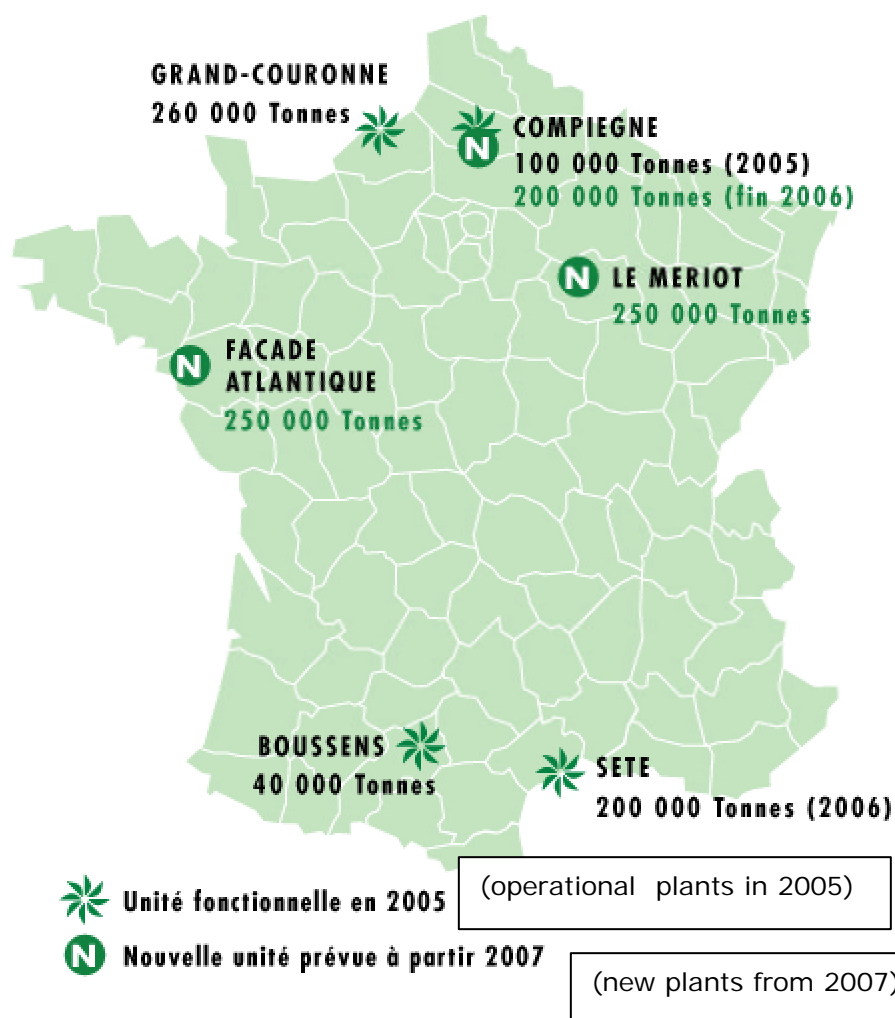 GRAND-COURONNE
260 000 Tonnes
COMPIEGNE
100 000 Tonnes (2005)
200 000 Tonnes (fin 2006)
N
N
LE MERIOT
250 000 Tonnes
N
FACADE
ATLANTIQUE
250 000 Tonnes
BOUSSENS
40 000 Tonnes
SETE
200 000 Tonnes (2006)
Unité fonctionnelle en 2005
(operational plants in 2005)
N
Nouvelle unité prévue à partir 2007
(new plants from 2007)